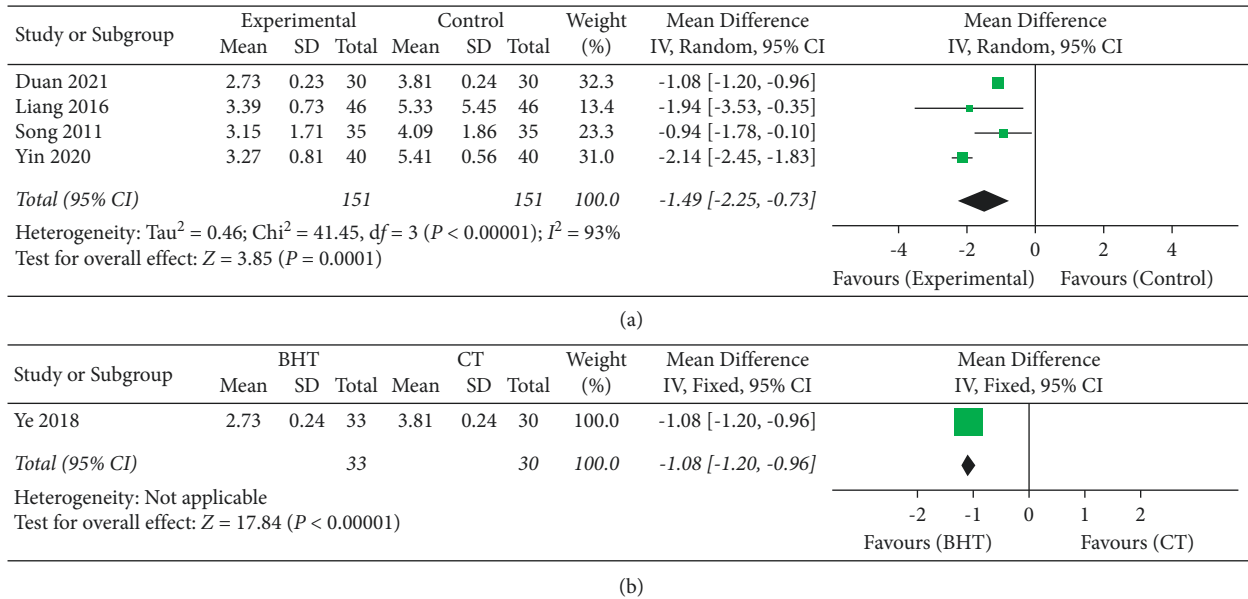 Study or Subgroup Experimental Control Weight (%) Mean Difference IV, Random, 95% CI Mean Difference IV, Random, 95% CI
Mean SD Total Mean SD Total
Duan 2021 2.73 0.23 30 3.81 0.24 30 32.3 -1.08 [-1.20, -0.96]
Liang 2016 3.39 0.73 46 5.33 5.45 46 13.4 -1.94 [-3.53, -0.35]
Song 2011 3.15 1.71 35 4.09 1.86 35 23.3 -0.94 [-1.78, -0.10]
Yin 2020 3.27 0.81 40 5.41 0.56 40 31.0 -2.14 [-2.45, -1.83]
Total (95% CI) 151 151 100.0 -1.49 [-2.25, -0.73]
Heterogeneity: Tau² = 0.46; Chi² = 41.45, df = 3 (P < 0.00001); I² = 93%
Test for overall effect: Z = 3.85 (P = 0.0001)
-4 -2 0 2 4
Favours (Experimental) Favours (Control)
(a)
Study or Subgroup BHT CT Weight (%) Mean Difference IV, Fixed, 95% CI Mean Difference IV, Fixed, 95% CI
Mean SD Total Mean SD Total
Ye 2018 2.73 0.24 33 3.81 0.24 30 100.0 -1.08 [-1.20, -0.96]
Total (95% CI) 33 30 100.0 -1.08 [-1.20, -0.96]
Heterogeneity: Not applicable
Test for overall effect: Z = 17.84 (P < 0.00001)
-2 -1 0 1 2
Favours (BHT) Favours (CT)
(b)